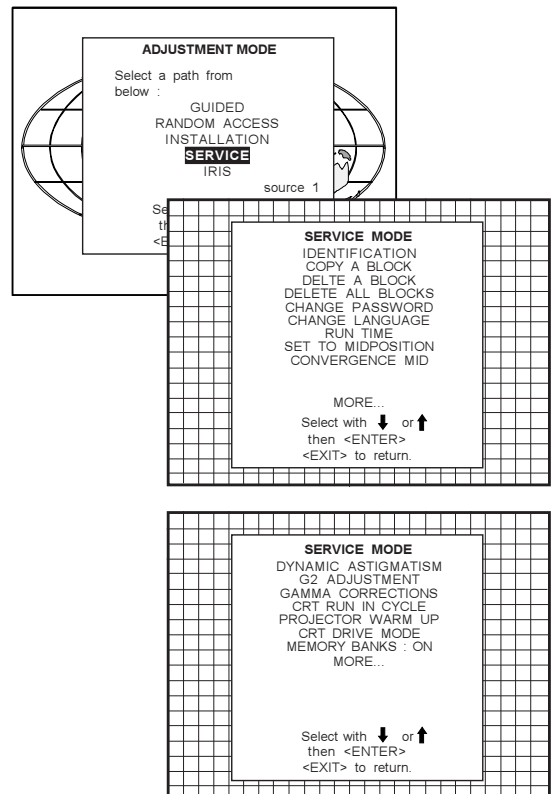 ADJUSTMENT MODE
Select a path from
below :
GUIDED
RANDOM ACCESS
INSTALLATION
SERVICE
IRIS
source 1
Se
th
<E
SERVICE MODE
IDENTIFICATION
COPY A BLOCK
DELTE A BLOCK
DELETE ALL BLOCKS
CHANGE PASSWORD
CHANGE LANGUAGE
RUN TIME
SET TO MIDPOSITION
CONVERGENCE MID
MORE...
Select with ⬇ or ⬆
then <ENTER>
<EXIT> to return.
SERVICE MODE
DYNAMIC ASTIGMATISM
G2 ADJUSTMENT
GAMMA CORRECTIONS
CRT RUN IN CYCLE
PROJECTOR WARM UP
CRT DRIVE MODE
MEMORY BANKS : ON
MORE...
Select with ⬇ or ⬆
then <ENTER>
<EXIT> to return.